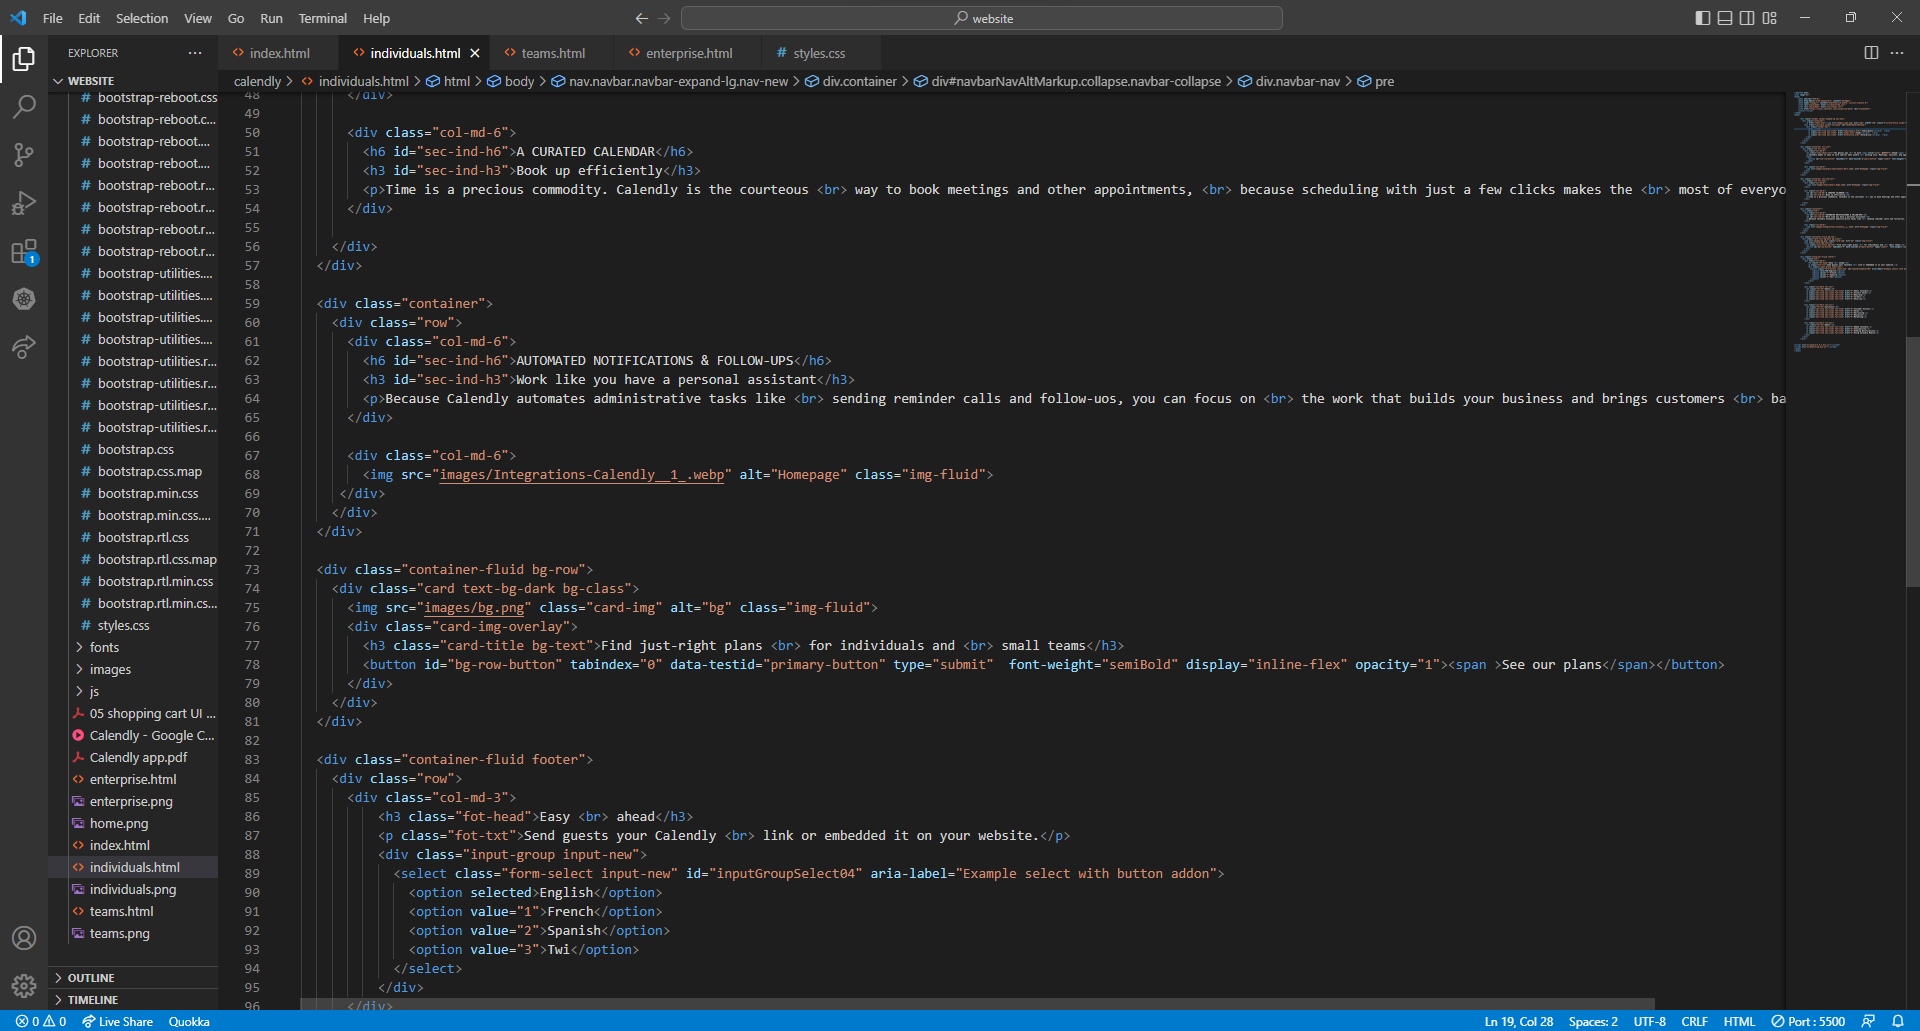 File Edit Selection View Go Run Terminal Help
website
EXPLORER
index.html
individuals.html
teams.html
enterprise.html
# styles.css
WEBSITE
calendly > individuals.html > html > body > nav.navbar.navbar-expand-lg.nav-new > div.container > div#navbarNavAltMarkup.collapse.navbar-collapse > div.navbar-nav > pre
# bootstrap-reboot.css
# bootstrap-reboot.c...
# bootstrap-reboot....
# bootstrap-reboot....
# bootstrap-reboot.r...
# bootstrap-reboot.r...
# bootstrap-reboot.r...
# bootstrap-reboot.r...
# bootstrap-utilities....
# bootstrap-utilities....
# bootstrap-utilities....
# bootstrap-utilities....
# bootstrap-utilities.r...
# bootstrap-utilities.r...
# bootstrap-utilities.r...
# bootstrap-utilities.r...
# bootstrap.css
# bootstrap.css.map
# bootstrap.min.css
# bootstrap.min.css....
# bootstrap.rtl.css
# bootstrap.rtl.css.map
# bootstrap.rtl.min.css
# bootstrap.rtl.min.cs...
# styles.css
> fonts
> images
> js
05 shopping cart UI ...
Calendly - Google C...
Calendly app.pdf
enterprise.html
enterprise.png
home.png
index.html
individuals.html
individuals.png
teams.html
teams.png
> OUTLINE
> TIMELINE
48 </div>
49
50 <div class="col-md-6">
51 <h6 id="sec-ind-h6">A CURATED CALENDAR</h6>
52 <h3 id="sec-ind-h3">Book up efficiently</h3>
53 <p>Time is a precious commodity. Calendly is the courteous <br> way to book meetings and other appointments, <br> because scheduling with just a few clicks makes the <br> most of everyo
54 </div>
55
56 </div>
57 </div>
58
59 <div class="container">
60 <div class="row">
61 <div class="col-md-6">
62 <h6 id="sec-ind-h6">AUTOMATED NOTIFICATIONS & FOLLOW-UPS</h6>
63 <h3 id="sec-ind-h3">Work like you have a personal assistant</h3>
64 <p>Because Calendly automates administrative tasks like <br> sending reminder calls and follow-uos, you can focus on <br> the work that builds your business and brings customers <br> ba
65 </div>
66
67 <div class="col-md-6">
68 <img src="images/Integrations-Calendly__1_.webp" alt="Homepage" class="img-fluid">
69 </div>
70 </div>
71 </div>
72
73 <div class="container-fluid bg-row">
74 <div class="card text-bg-dark bg-class">
75 <img src="images/bg.png" class="card-img" alt="bg" class="img-fluid">
76 <div class="card-img-overlay">
77 <h3 class="card-title bg-text">Find just-right plans <br> for individuals and <br> small teams</h3>
78 <button id="bg-row-button" tabindex="0" data-testid="primary-button" type="submit"  font-weight="semiBold" display="inline-flex" opacity="1"><span >See our plans</span></button>
79 </div>
80 </div>
81 </div>
82
83 <div class="container-fluid footer">
84 <div class="row">
85 <div class="col-md-3">
86 <h3 class="fot-head">Easy <br> ahead</h3>
87 <p class="fot-txt">Send guests your Calendly <br> link or embedded it on your website.</p>
88 <div class="input-group input-new">
89 <select class="form-select input-new" id="inputGroupSelect04" aria-label="Example select with button addon">
90 <option selected>English</option>
91 <option value="1">French</option>
92 <option value="2">Spanish</option>
93 <option value="3">Twi</option>
94 </select>
95 </div>
96 </div>
1
0 0 Live Share Quokka
Ln 19, Col 28 Spaces: 2 UTF-8 CRLF HTML Port : 5500